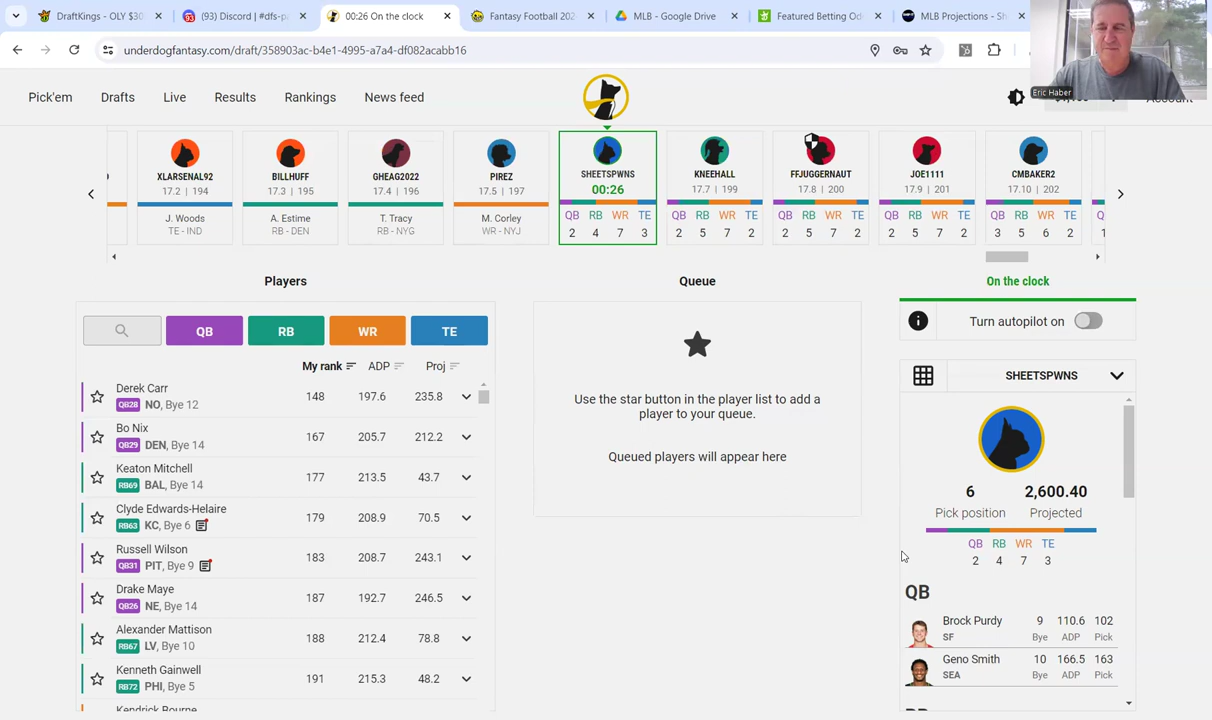 DraftKings - OLY $30
(93) Discord | #dfs-p
00:26 On the clock
Fantasy Football 202
MLB - Google Drive
Featured Betting Od
MLB Projections - Sh
underdogfantasy.com/draft/358903ac-b4e1-4995-a7a4-df082acabb16
Eric Haber
Pick'em
Drafts
Live
Results
Rankings
News feed
Account
XLARSENAL92
17.2 | 194
J. Woods
TE - IND
BILLHUFF
17.3 | 195
A. Estime
RB - DEN
GHEAG2022
17.4 | 196
T. Tracy
RB - NYG
PIREZ
17.5 | 197
M. Corley
WR - NYJ
SHEETSPWNS
00:26
QB RB WR TE
2 4 7 3
KNEEHALL
17.7 | 199
QB RB WR TE
2 5 7 2
FFJUGGERNAUT
17.8 | 200
QB RB WR TE
2 5 7 2
JOE1111
17.9 | 201
QB RB WR TE
2 5 7 2
CMBAKER2
17.10 | 202
QB RB WR TE
3 5 6 2
Players
QB
RB
WR
TE
My rank ADP Proj
Derek Carr
QB28 NO, Bye 12
148 197.6 235.8
Bo Nix
QB29 DEN, Bye 14
167 205.7 212.2
Keaton Mitchell
RB69 BAL, Bye 14
177 213.5 43.7
Clyde Edwards-Helaire
RB63 KC, Bye 6
179 208.9 70.5
Russell Wilson
QB31 PIT, Bye 9
183 208.7 243.1
Drake Maye
QB26 NE, Bye 14
187 192.7 246.5
Alexander Mattison
RB67 LV, Bye 10
188 212.4 78.8
Kenneth Gainwell
RB72 PHI, Bye 5
191 215.3 48.2
Kendrick Bourne
Queue
Use the star button in the player list to add a
player to your queue.
Queued players will appear here
On the clock
Turn autopilot on
SHEETSPWNS
6 2,600.40
Pick position Projected
QB RB WR TE
2 4 7 3
QB
Brock Purdy
SF
9 110.6 102
Bye ADP Pick
Geno Smith
SEA
10 166.5 163
Bye ADP Pick